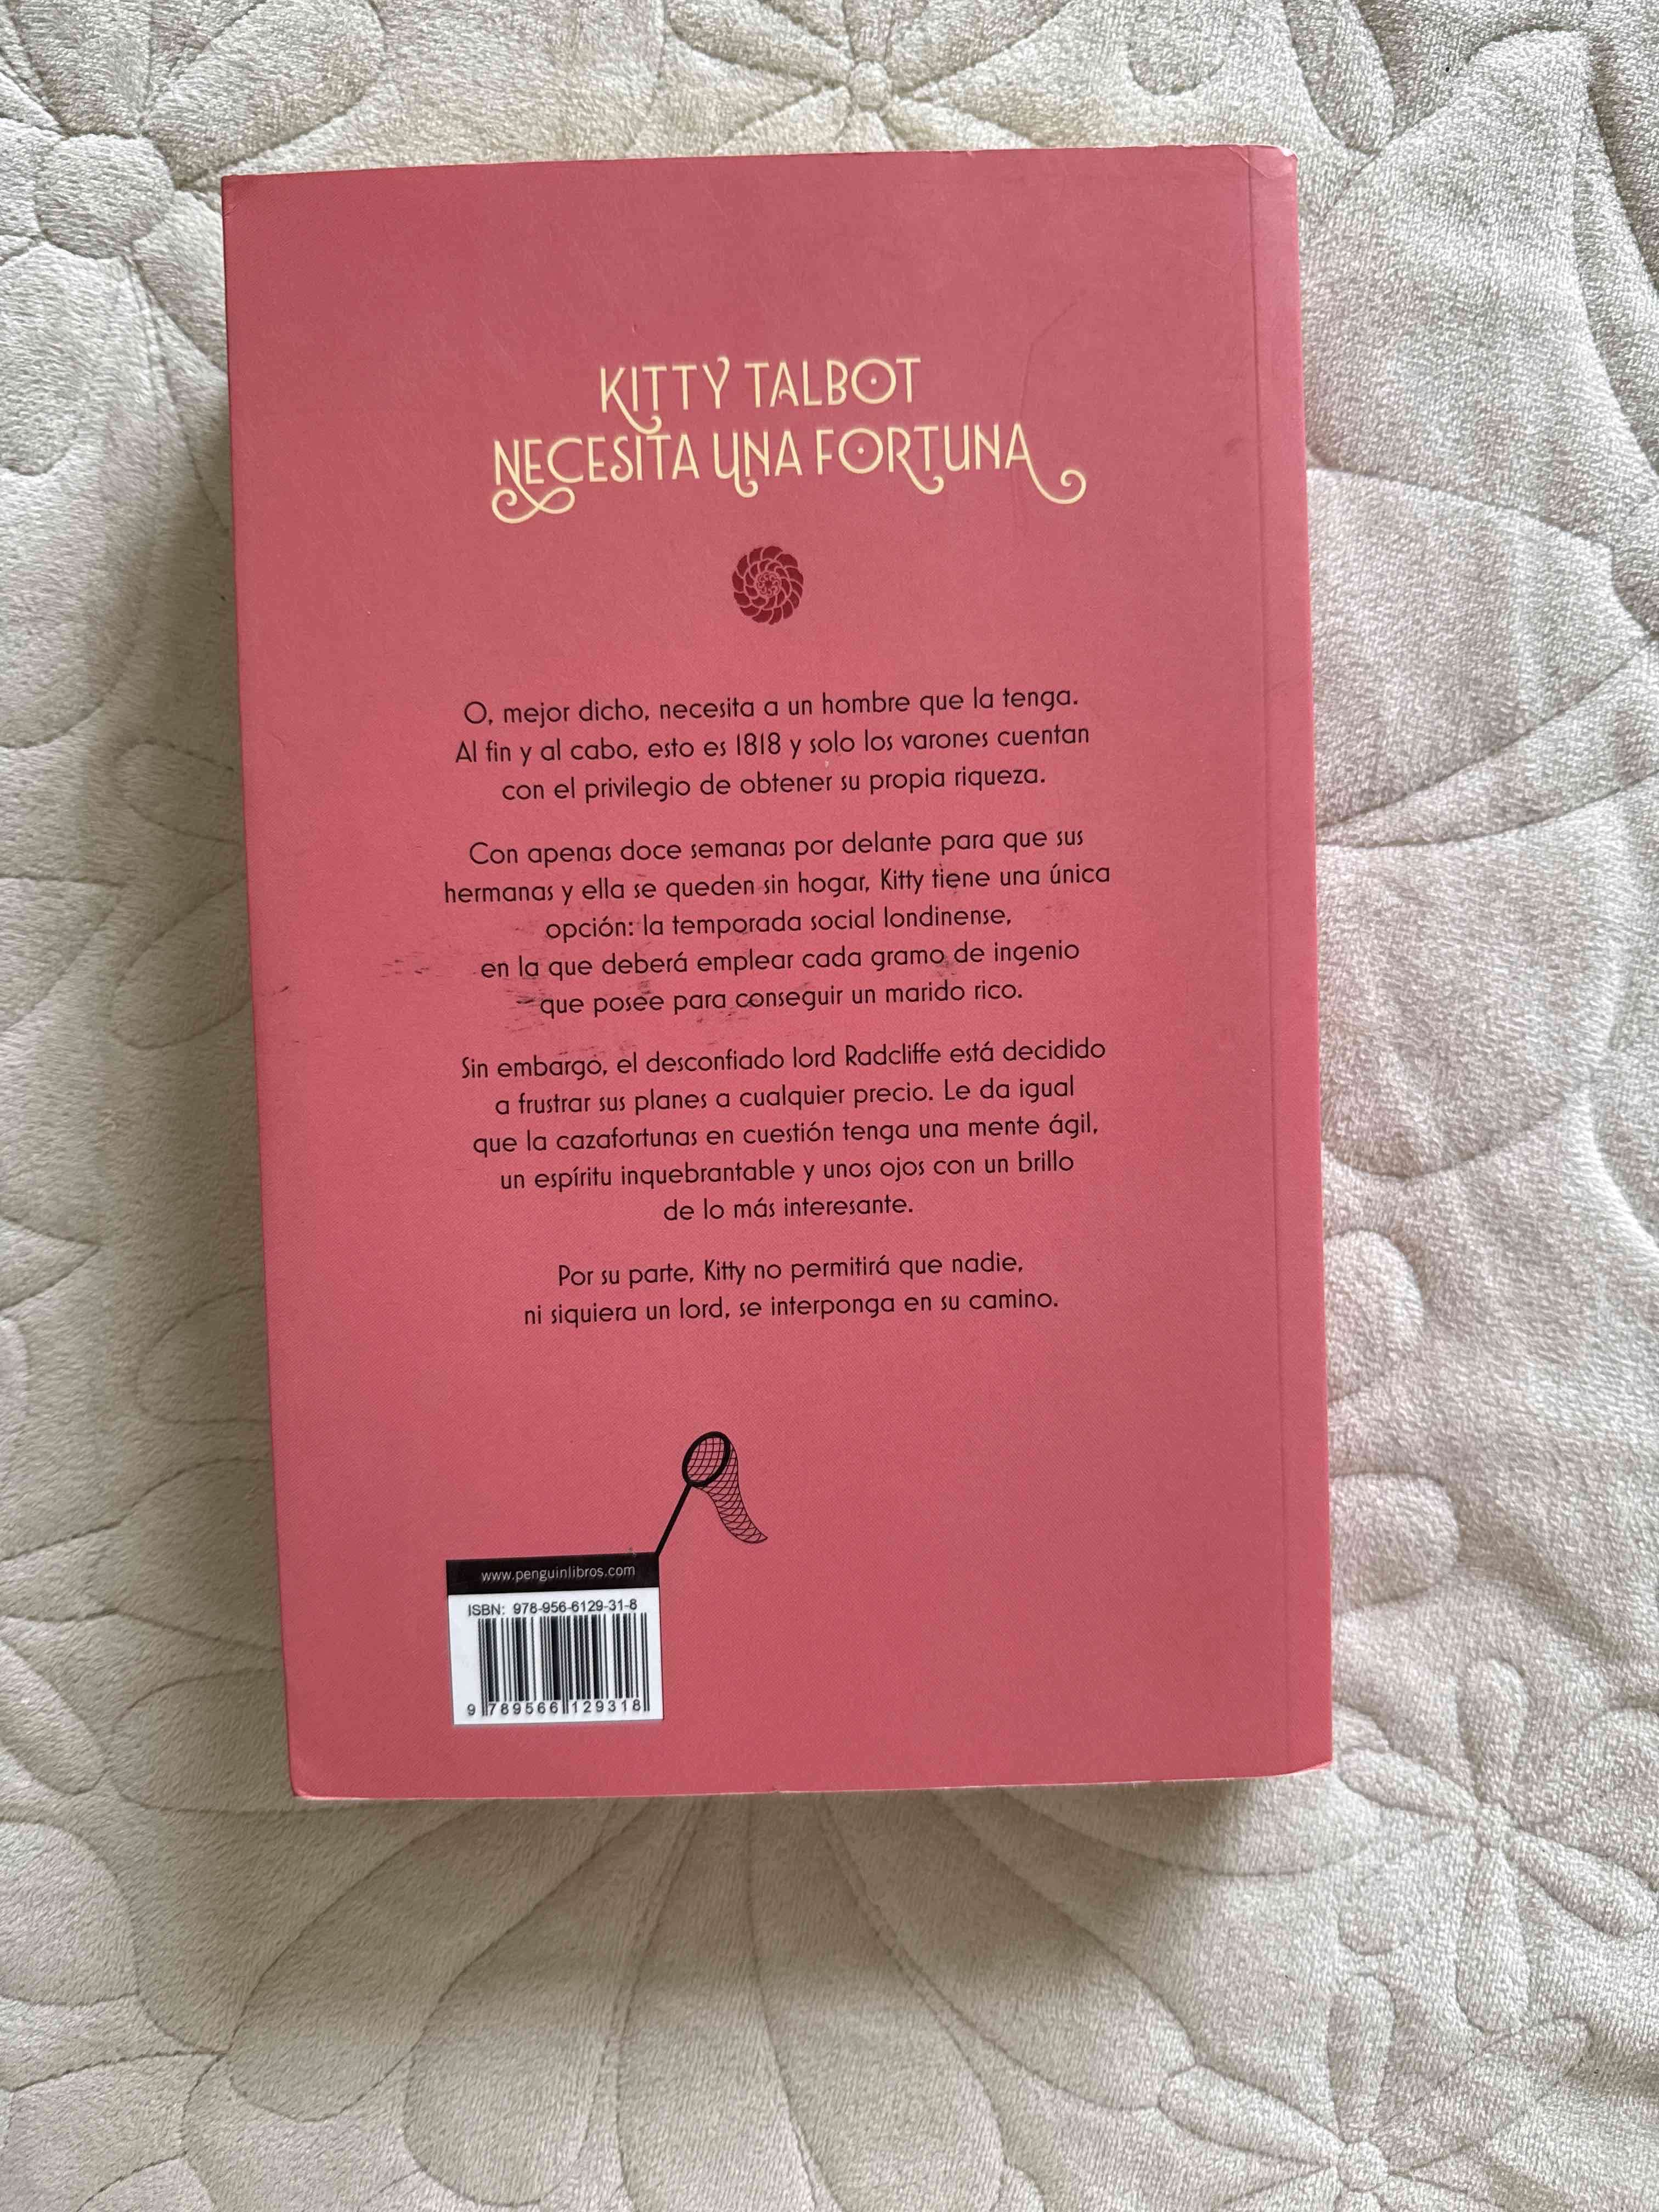 KITTY TALBOT
NECESITA UNA FORTUNA
O, mejor dicho, necesita a un hombre que la tenga.
Al fin y al cabo, esto es 1818 y solo los varones cuentan
con el privilegio de obtener su propia riqueza.
Con apenas doce semanas por delante para que sus
hermanas y ella se queden sin hogar, Kitty tiene una única
opción: la temporada social londinense,
en la que deberá emplear cada gramo de ingenio
que posee para conseguir un marido rico.
Sin embargo, el desconfiado lord Radcliffe está decidido
a frustrar sus planes a cualquier precio. Le da igual
que la cazafortunas en cuestión tenga una mente ágil,
un espíritu inquebrantable y unos ojos con un brillo
de lo más interesante.
Por su parte, Kitty no permitirá que nadie,
ni siquiera un lord, se interponga en su camino.
www.penguinlibros.com
ISBN: 978-956-6129-31-8
9 789566 129318